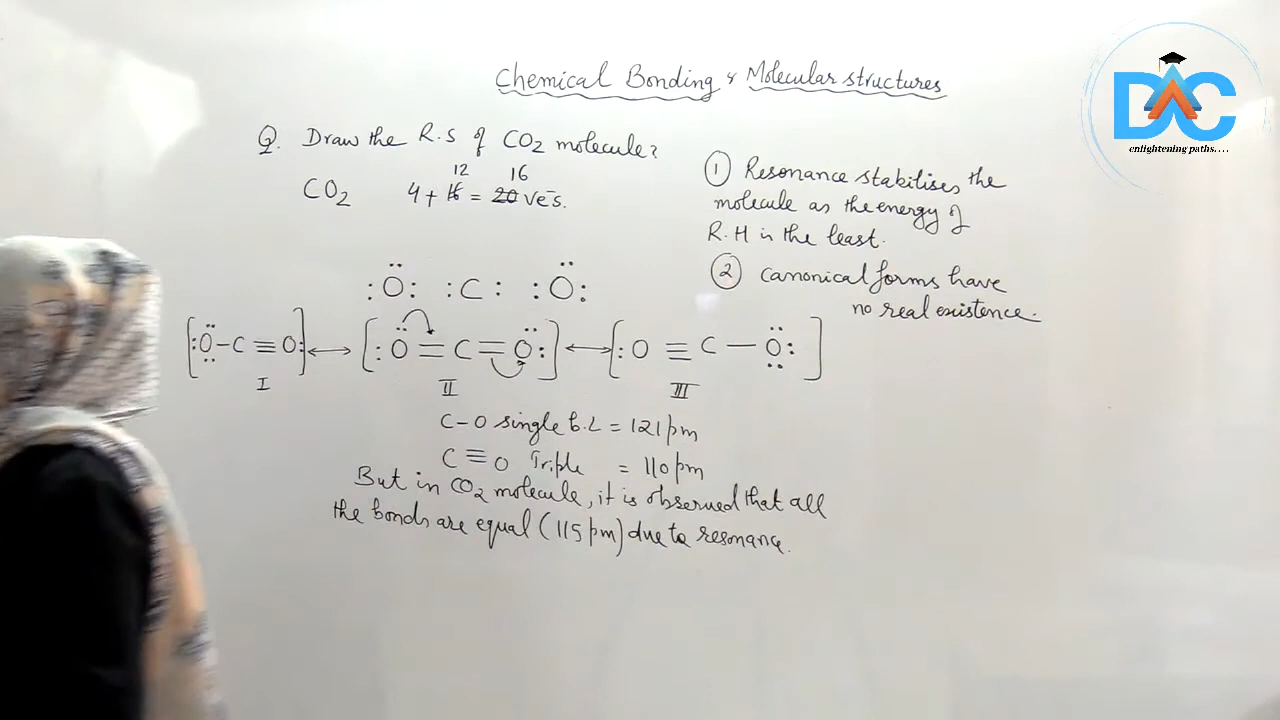 Chemical Bonding & Molecular structures
DAC
enlightening paths....
Q. Draw the R.S of CO2 molecule?
12 16
CO2 4 + 16 = 20 ve-s.
:Ö: :C: :Ö:
[:Ö-C≡O:] ↔ [:Ö=C=Ö:] ↔ [:O≡C-Ö:]
I II III
C-O single b.L = 121 pm
C≡O Triple = 110 pm
But in CO2 molecule, it is observed that all
the bonds are equal (115 pm) due to resonance.
① Resonance stabilises the
molecule as the energy of
R.H is the least.
② canonical forms have
no real existence.